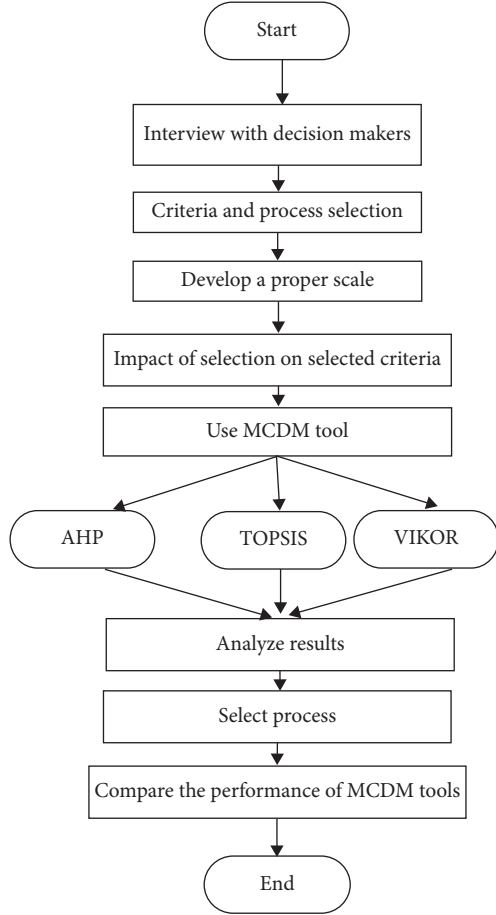 Start
Interview with decision makers
Criteria and process selection
Develop a proper scale
Impact of selection on selected criteria
Use MCDM tool
AHP
TOPSIS
VIKOR
Analyze results
Select process
Compare the performance of MCDM tools
End